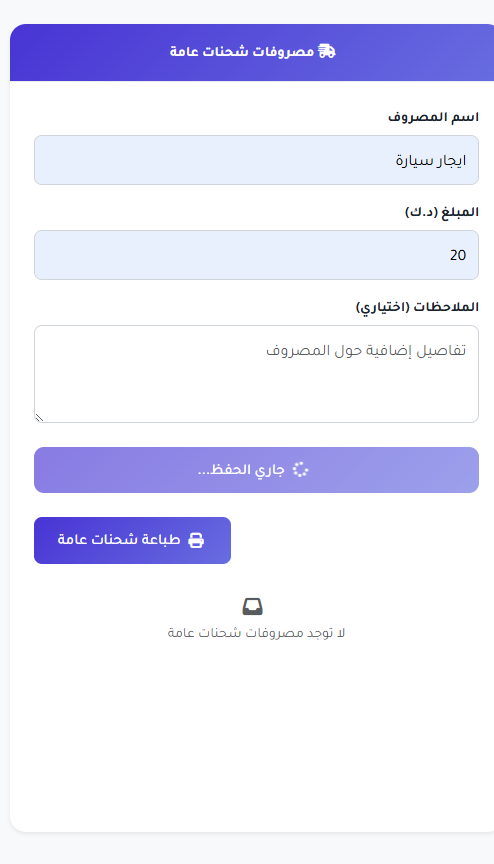 مصروفات شحنات عامة
اسم المصروف
ايجار سيارة
المبلغ (د.ك)
20
الملاحظات (اختياري)
تفاصيل إضافية حول المصروف
جاري الحفظ...
طباعة شحنات عامة
لا توجد مصروفات شحنات عامة